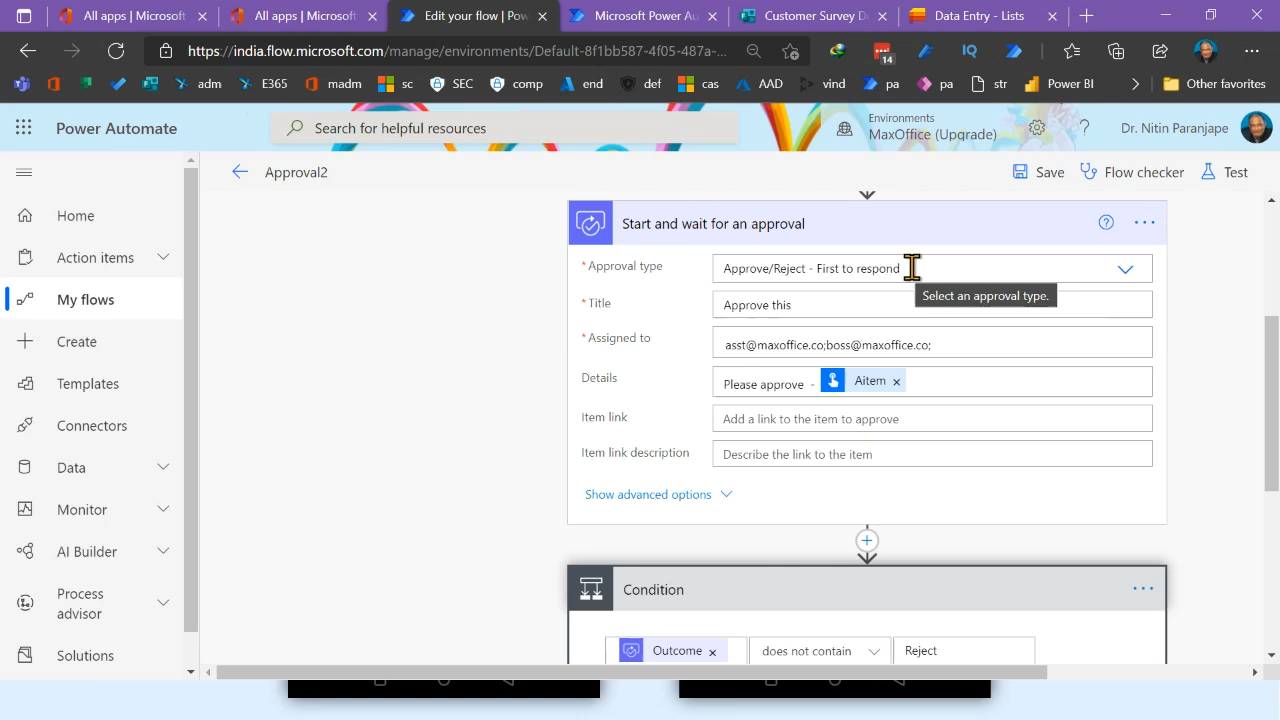 All apps | Microsoft
All apps | Microsoft
Edit your flow | Pow
Microsoft Power Au
Customer Survey D
Data Entry - Lists
https://india.flow.microsoft.com/manage/environments/Default-8f1bb587-4f05-487a-...
14
IQ
adm
E365
madm
sc
SEC
comp
end
def
cas
AAD
vind
pa
pa
str
Power BI
Other favorites
Power Automate
Search for helpful resources
Environments
MaxOffice (Upgrade)
Dr. Nitin Paranjape
Approval2
Save
Flow checker
Test
Home
Action items
My flows
Create
Templates
Connectors
Data
Monitor
AI Builder
Process
advisor
Solutions
Start and wait for an approval
* Approval type
Approve/Reject - First to respond
Select an approval type.
* Title
Approve this
* Assigned to
asst@maxoffice.co;boss@maxoffice.co;
Details
Please approve - Aitem ×
Item link
Add a link to the item to approve
Item link description
Describe the link to the item
Show advanced options
Condition
Outcome ×
does not contain
Reject